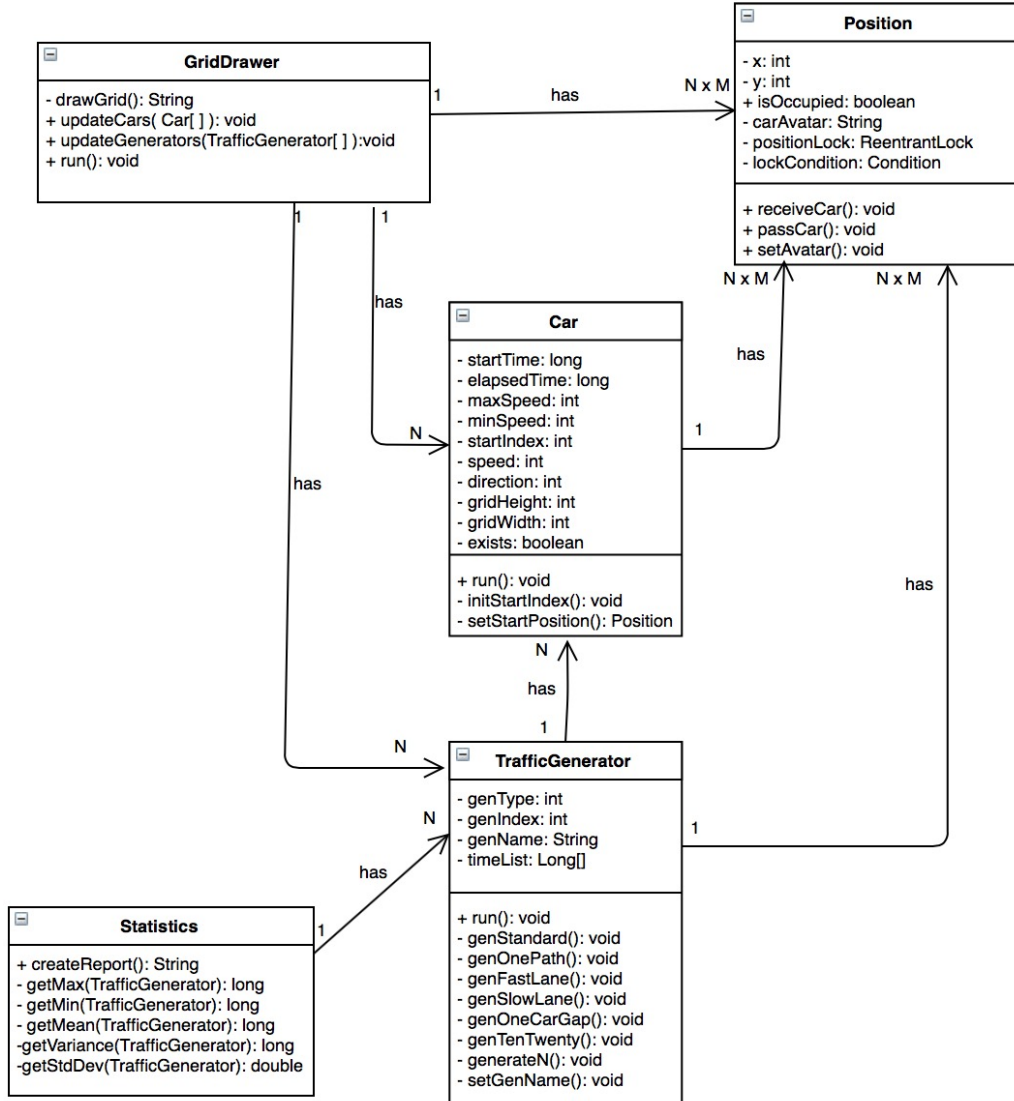 GridDrawer
- drawGrid(): String
+ updateCars( Car[ ] ): void
+ updateGenerators(TrafficGenerator[ ] ):void
+ run(): void
1
has
N x M
Position
- x: int
- y: int
+ isOccupied: boolean
- carAvatar: String
- positionLock: ReentrantLock
- lockCondition: Condition
+ receiveCar(): void
+ passCar(): void
+ setAvatar(): void
1
1
has
N
has
N
Car
- startTime: long
- elapsedTime: long
- maxSpeed: int
- minSpeed: int
- startIndex: int
- speed: int
- direction: int
- gridHeight: int
- gridWidth: int
- exists: boolean
+ run(): void
- initStartIndex(): void
- setStartPosition(): Position
1
has
N x M
N x M
has
1
N
has
1
TrafficGenerator
- genType: int
- genIndex: int
- genName: String
- timeList: Long[]
+ run(): void
- genStandard(): void
- genOnePath(): void
- genFastLane(): void
- genSlowLane(): void
- genOneCarGap(): void
- genTenTwenty(): void
- generateN(): void
- setGenName(): void
N
has
1
Statistics
+ createReport(): String
- getMax(TrafficGenerator): long
- getMin(TrafficGenerator): long
- getMean(TrafficGenerator): long
-getVariance(TrafficGenerator): long
-getStdDev(TrafficGenerator): double